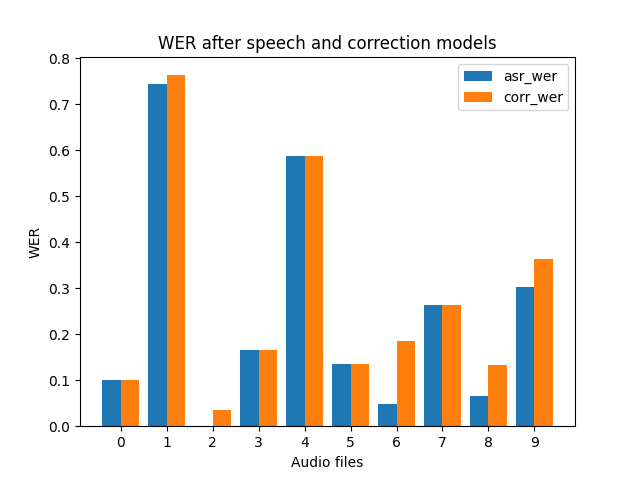 WER after speech and correction models
asr_wer
corr_wer
0.8
0.7
0.6
0.5
0.4
0.3
0.2
0.1
0.0
WER
0 1 2 3 4 5 6 7 8 9
Audio files